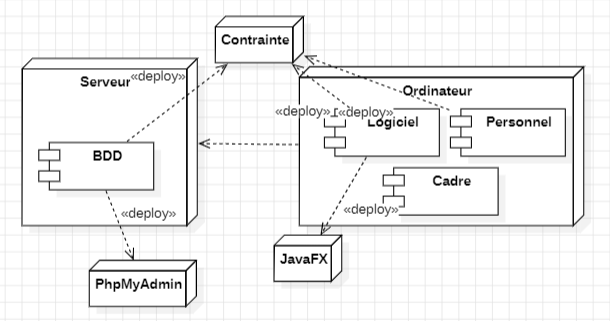 Contrainte
Serveur
«deploy»
Ordinateur
«deploy»
«deploy»
Logiciel
Personnel
BDD
Cadre
«deploy»
«deploy»
JavaFX
PhpMyAdmin